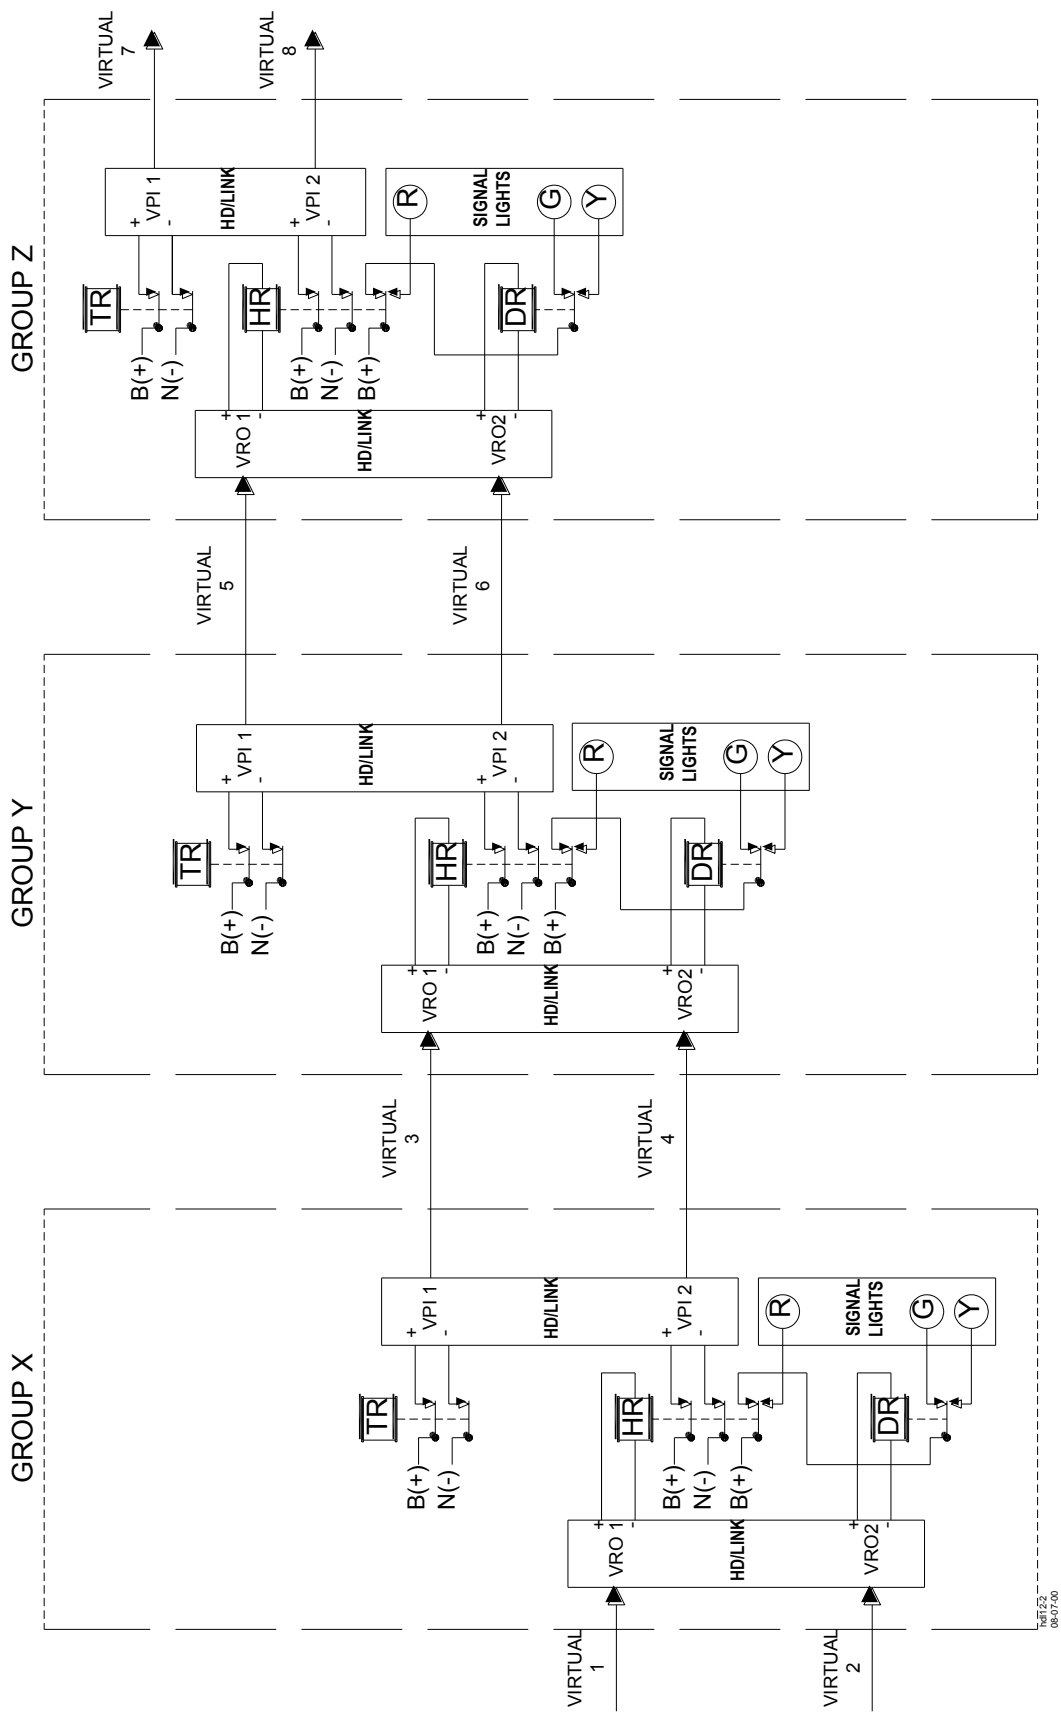 GROUP X
VIRTUAL
1
VIRTUAL
2
VRO 1
+
-
HD/LINK
VRO2
+
-
TR
B(+)
N(-)
HR
B(+)
N(-)
B(+)
DR
+
VPI 1
-
HD/LINK
+
VPI 2
-
R
SIGNAL
LIGHTS
G
Y
GROUP Y
VIRTUAL
3
VIRTUAL
4
VRO 1
+
-
HD/LINK
VRO2
+
-
TR
B(+)
N(-)
HR
B(+)
N(-)
B(+)
DR
+
VPI 1
-
HD/LINK
+
VPI 2
-
R
SIGNAL
LIGHTS
G
Y
GROUP Z
VIRTUAL
5
VIRTUAL
6
VRO 1
+
-
HD/LINK
VRO2
+
-
TR
B(+)
N(-)
HR
B(+)
N(-)
B(+)
DR
+
VPI 1
-
HD/LINK
+
VPI 2
-
R
SIGNAL
LIGHTS
G
Y
VIRTUAL
7
VIRTUAL
8
hdl12-2
08-07-00